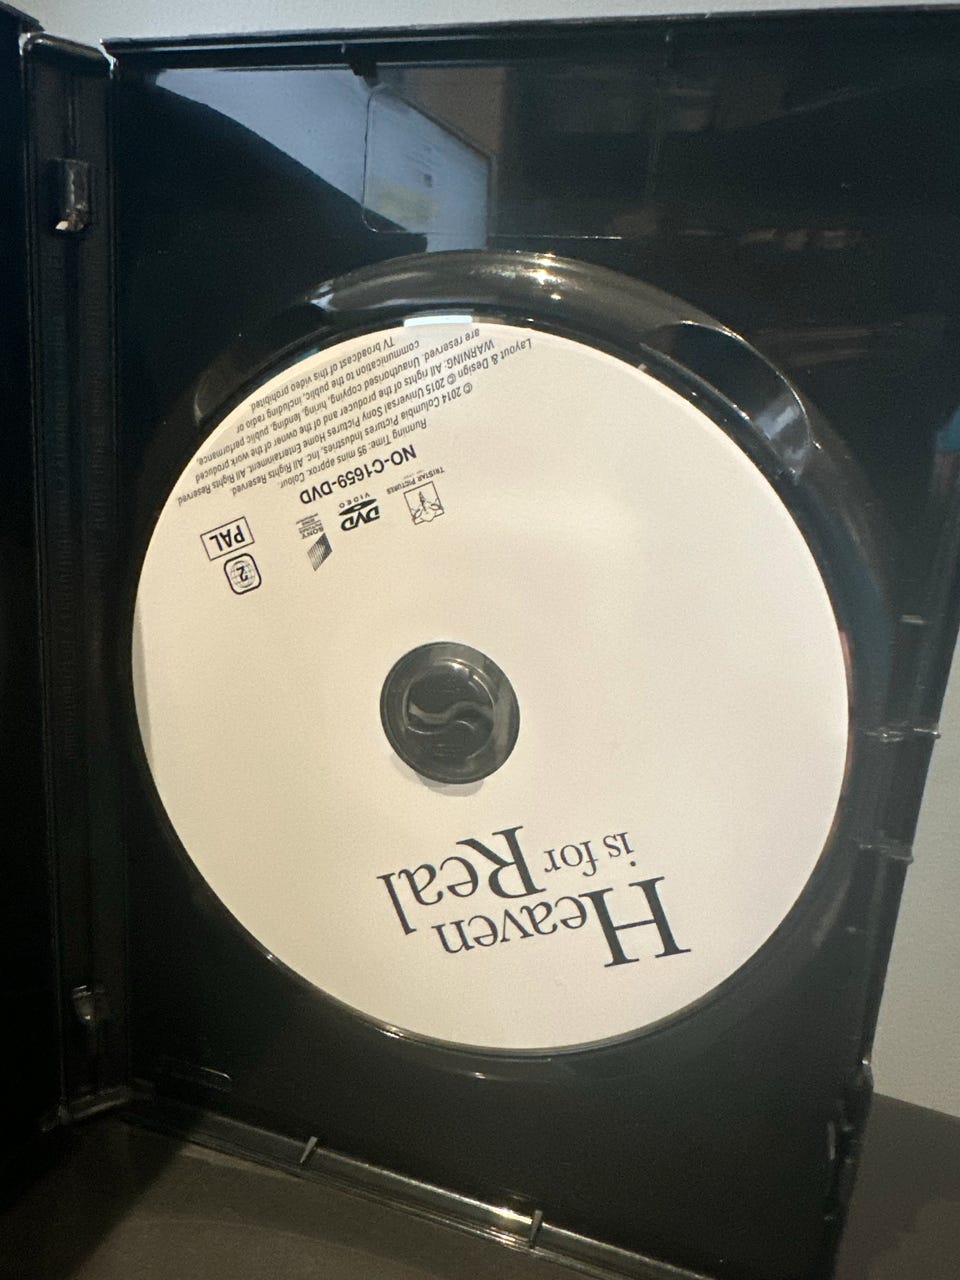 Heaven
is for Real
2
PAL
TRISTAR PICTURES
DVD
VIDEO
SONY
NO-C1659-DVD
Running Time: 95 mins approx. Colour.
© 2014 Columbia Pictures Industries, Inc. All Rights Reserved.
Layout & Design © 2015 Universal Sony Pictures Home Entertainment. All Rights Reserved.
WARNING: All rights of the producer and of the owner of the work produced
are reserved. Unauthorised copying, hiring, lending, public performance,
communication to the public, including radio or
TV broadcast of this video prohibited